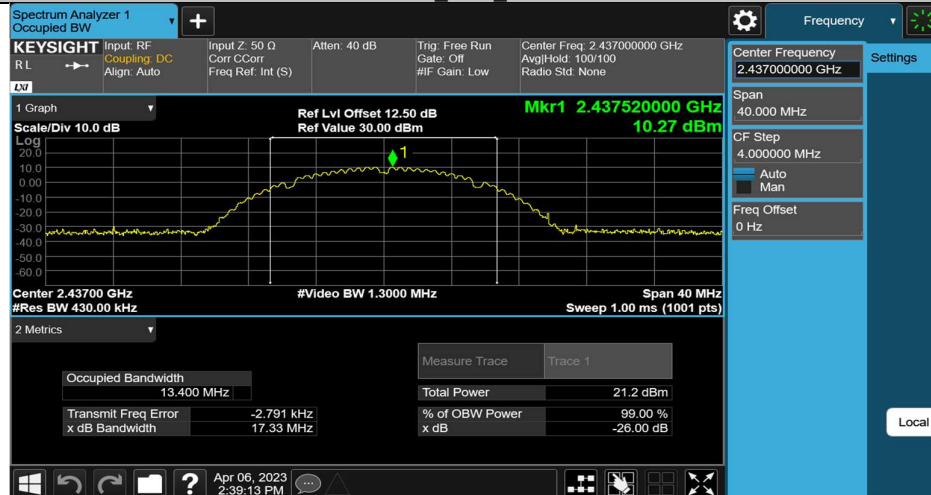 Spectrum Analyzer 1
Occupied BW
Frequency
KEYSIGHT
RL
LXI
Input: RF
Coupling: DC
Align: Auto
Input Z: 50 Ω
Corr CCorr
Freq Ref: Int (S)
Atten: 40 dB
Trig: Free Run
Gate: Off
#IF Gain: Low
Center Freq: 2.437000000 GHz
Avg|Hold: 100/100
Radio Std: None
Center Frequency
2.437000000 GHz
Settings
Span
40.000 MHz
CF Step
4.000000 MHz
Auto
Man
Freq Offset
0 Hz
Local
1 Graph
Scale/Div 10.0 dB
Ref Lvl Offset 12.50 dB
Ref Value 30.00 dBm
Mkr1 2.437520000 GHz
10.27 dBm
Log
20.0
10.0
0.00
-10.0
-20.0
-30.0
-40.0
-50.0
-60.0
1
Center 2.43700 GHz
#Res BW 430.00 kHz
#Video BW 1.3000 MHz
Span 40 MHz
Sweep 1.00 ms (1001 pts)
2 Metrics
Measure Trace Trace 1
Occupied Bandwidth
13.400 MHz
Total Power 21.2 dBm
Transmit Freq Error -2.791 kHz
% of OBW Power 99.00 %
x dB Bandwidth 17.33 MHz
x dB -26.00 dB
?
Apr 06, 2023
2:39:13 PM